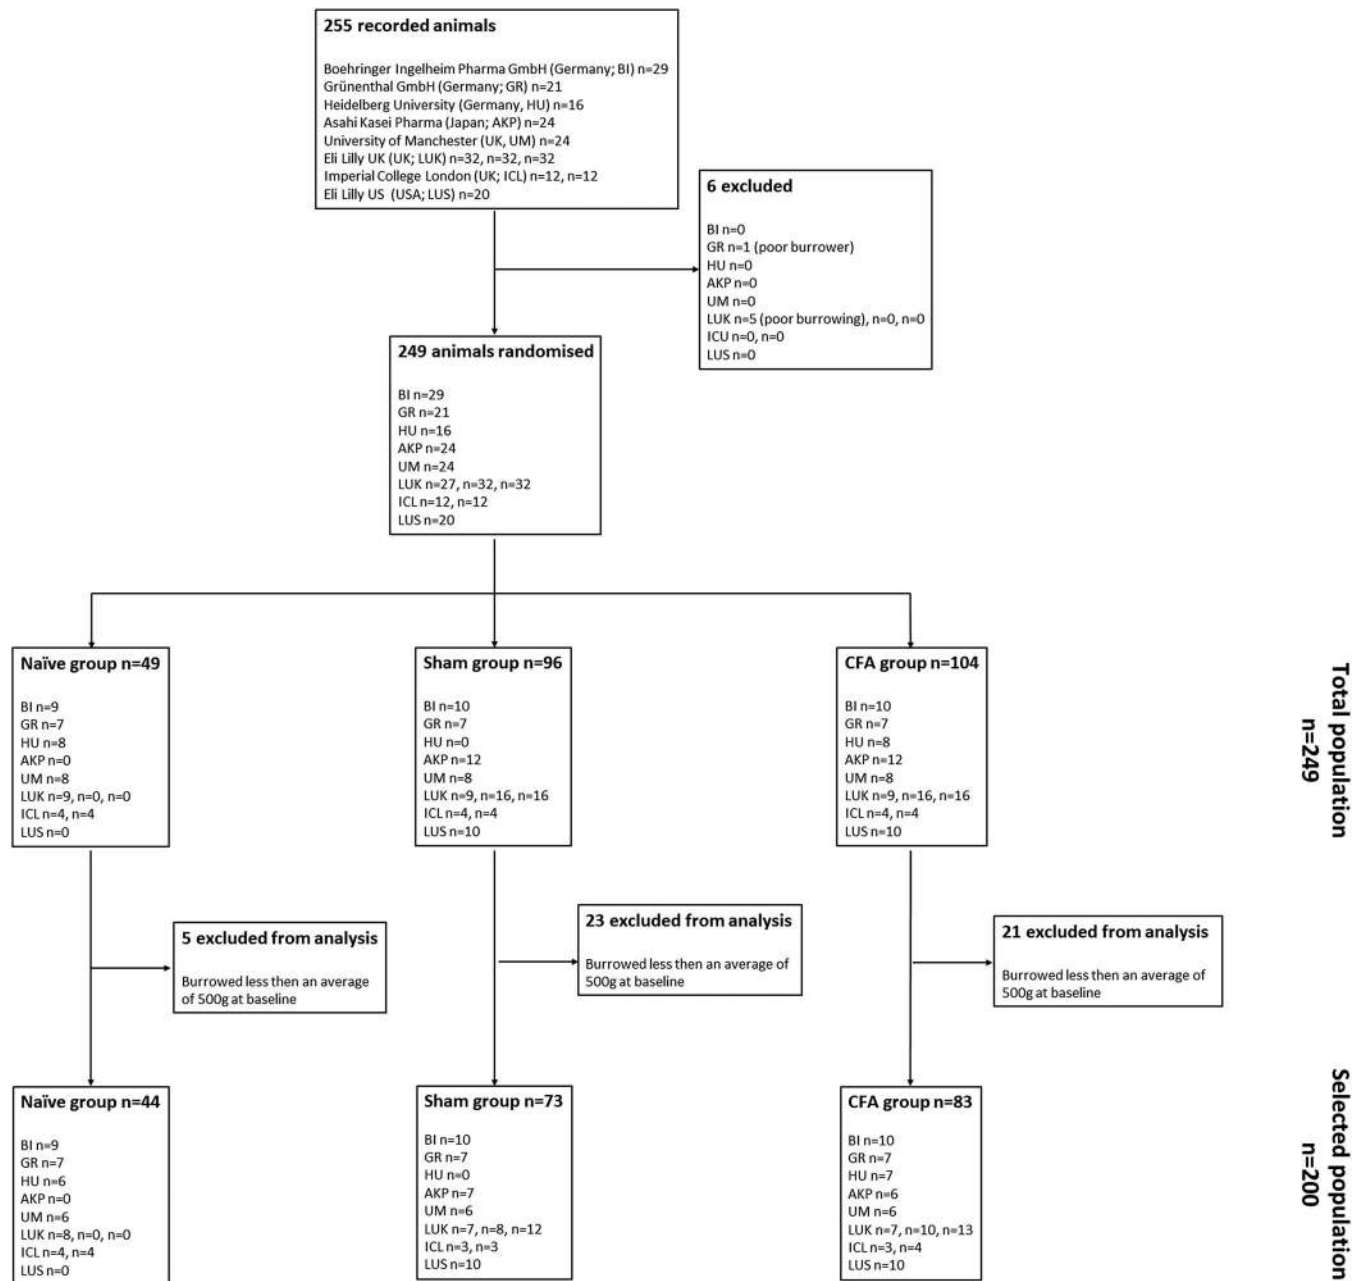 255 recorded animals
Boehringer Ingelheim Pharma GmbH (Germany; BI) n=29
Grünenthal GmbH (Germany; GR) n=21
Heidelberg University (Germany, HU) n=16
Asahi Kasei Pharma (Japan; AKP) n=24
University of Manchester (UK, UM) n=24
Eli Lilly UK (UK; LUK) n=32, n=32, n=32
Imperial College London (UK; ICL) n=12, n=12
Eli Lilly US (USA; LUS) n=20
6 excluded
BI n=0
GR n=1 (poor burrower)
HU n=0
AKP n=0
UM n=0
LUK n=5 (poor burrowing), n=0, n=0
ICU n=0, n=0
LUS n=0
249 animals randomised
BI n=29
GR n=21
HU n=16
AKP n=24
UM n=24
LUK n=27, n=32, n=32
ICL n=12, n=12
LUS n=20
Naïve group n=49
BI n=9
GR n=7
HU n=8
AKP n=0
UM n=8
LUK n=9, n=0, n=0
ICL n=4, n=4
LUS n=0
Sham group n=96
BI n=10
GR n=7
HU n=0
AKP n=12
UM n=8
LUK n=9, n=16, n=16
ICL n=4, n=4
LUS n=10
CFA group n=104
BI n=10
GR n=7
HU n=8
AKP n=12
UM n=8
LUK n=9, n=16, n=16
ICL n=4, n=4
LUS n=10
Total population
n=249
5 excluded from analysis
Burrowed less then an average
of 500g at baseline
23 excluded from analysis
Burrowed less then an average of
500g at baseline
21 excluded from analysis
Burrowed less then an average of
500g at baseline
Naïve group n=44
BI n=9
GR n=7
HU n=6
AKP n=0
UM n=6
LUK n=8, n=0, n=0
ICL n=4, n=4
LUS n=0
Sham group n=73
BI n=10
GR n=7
HU n=0
AKP n=7
UM n=6
LUK n=7, n=8, n=12
ICL n=3, n=3
LUS n=10
CFA group n=83
BI n=10
GR n=7
HU n=7
AKP n=6
UM n=6
LUK n=7, n=10, n=13
ICL n=3, n=4
LUS n=10
Selected population
n=200